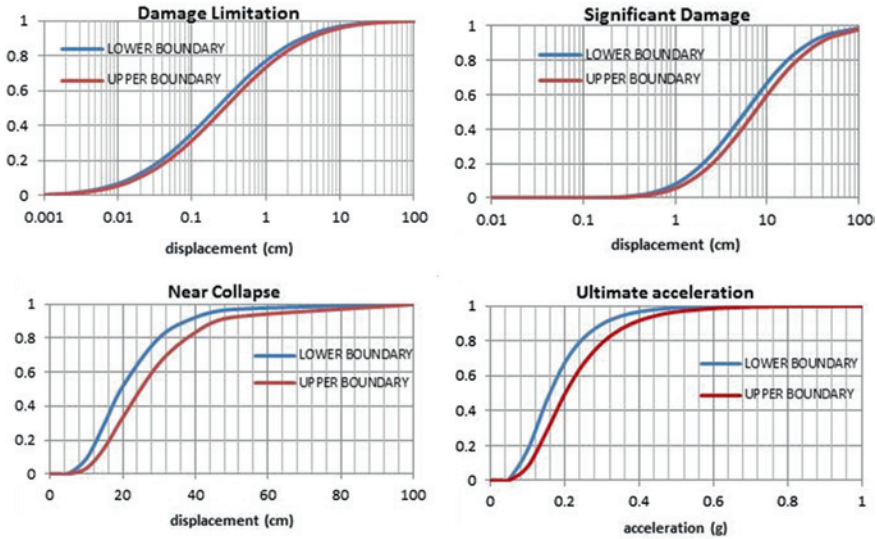 Damage Limitation
1
0.8
0.6
0.4
0.2
0
0.001
0.01
0.1
1
10
100
LOWER BOUNDARY
UPPER BOUNDARY
displacement (cm)
Significant Damage
1
0.8
0.6
0.4
0.2
0
0.01
0.1
1
10
100
LOWER BOUNDARY
UPPER BOUNDARY
displacement (cm)
Near Collapse
1
0.8
0.6
0.4
0.2
0
0
20
40
60
80
100
LOWER BOUNDARY
UPPER BOUNDARY
displacement (cm)
Ultimate acceleration
1
0.8
0.6
0.4
0.2
0
0
0.2
0.4
0.6
0.8
1
LOWER BOUNDARY
UPPER BOUNDARY
acceleration (g)